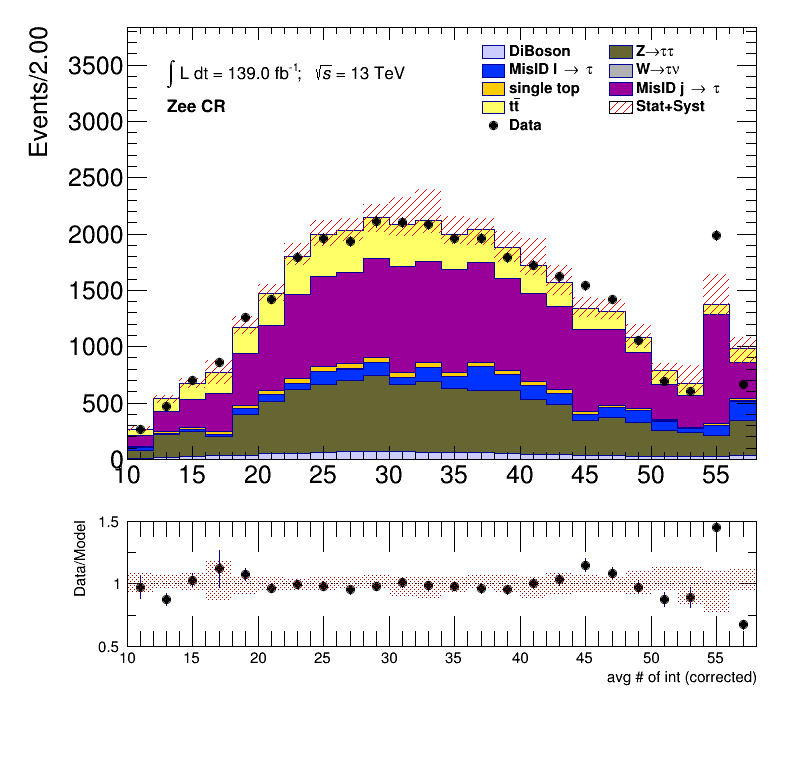 Events/2.00
3500
3000
2500
2000
1500
1000
500
0
∫ L dt = 139.0 fb⁻¹; √s = 13 TeV
Zee CR
DiBoson
MisID l → τ
single top
tt̄
Data
Z→ττ
W→τν
MisID j → τ
Stat+Syst
10 15 20 25 30 35 40 45 50 55
Data/Model
1.5
1
0.5
10 15 20 25 30 35 40 45 50 55
avg # of int (corrected)